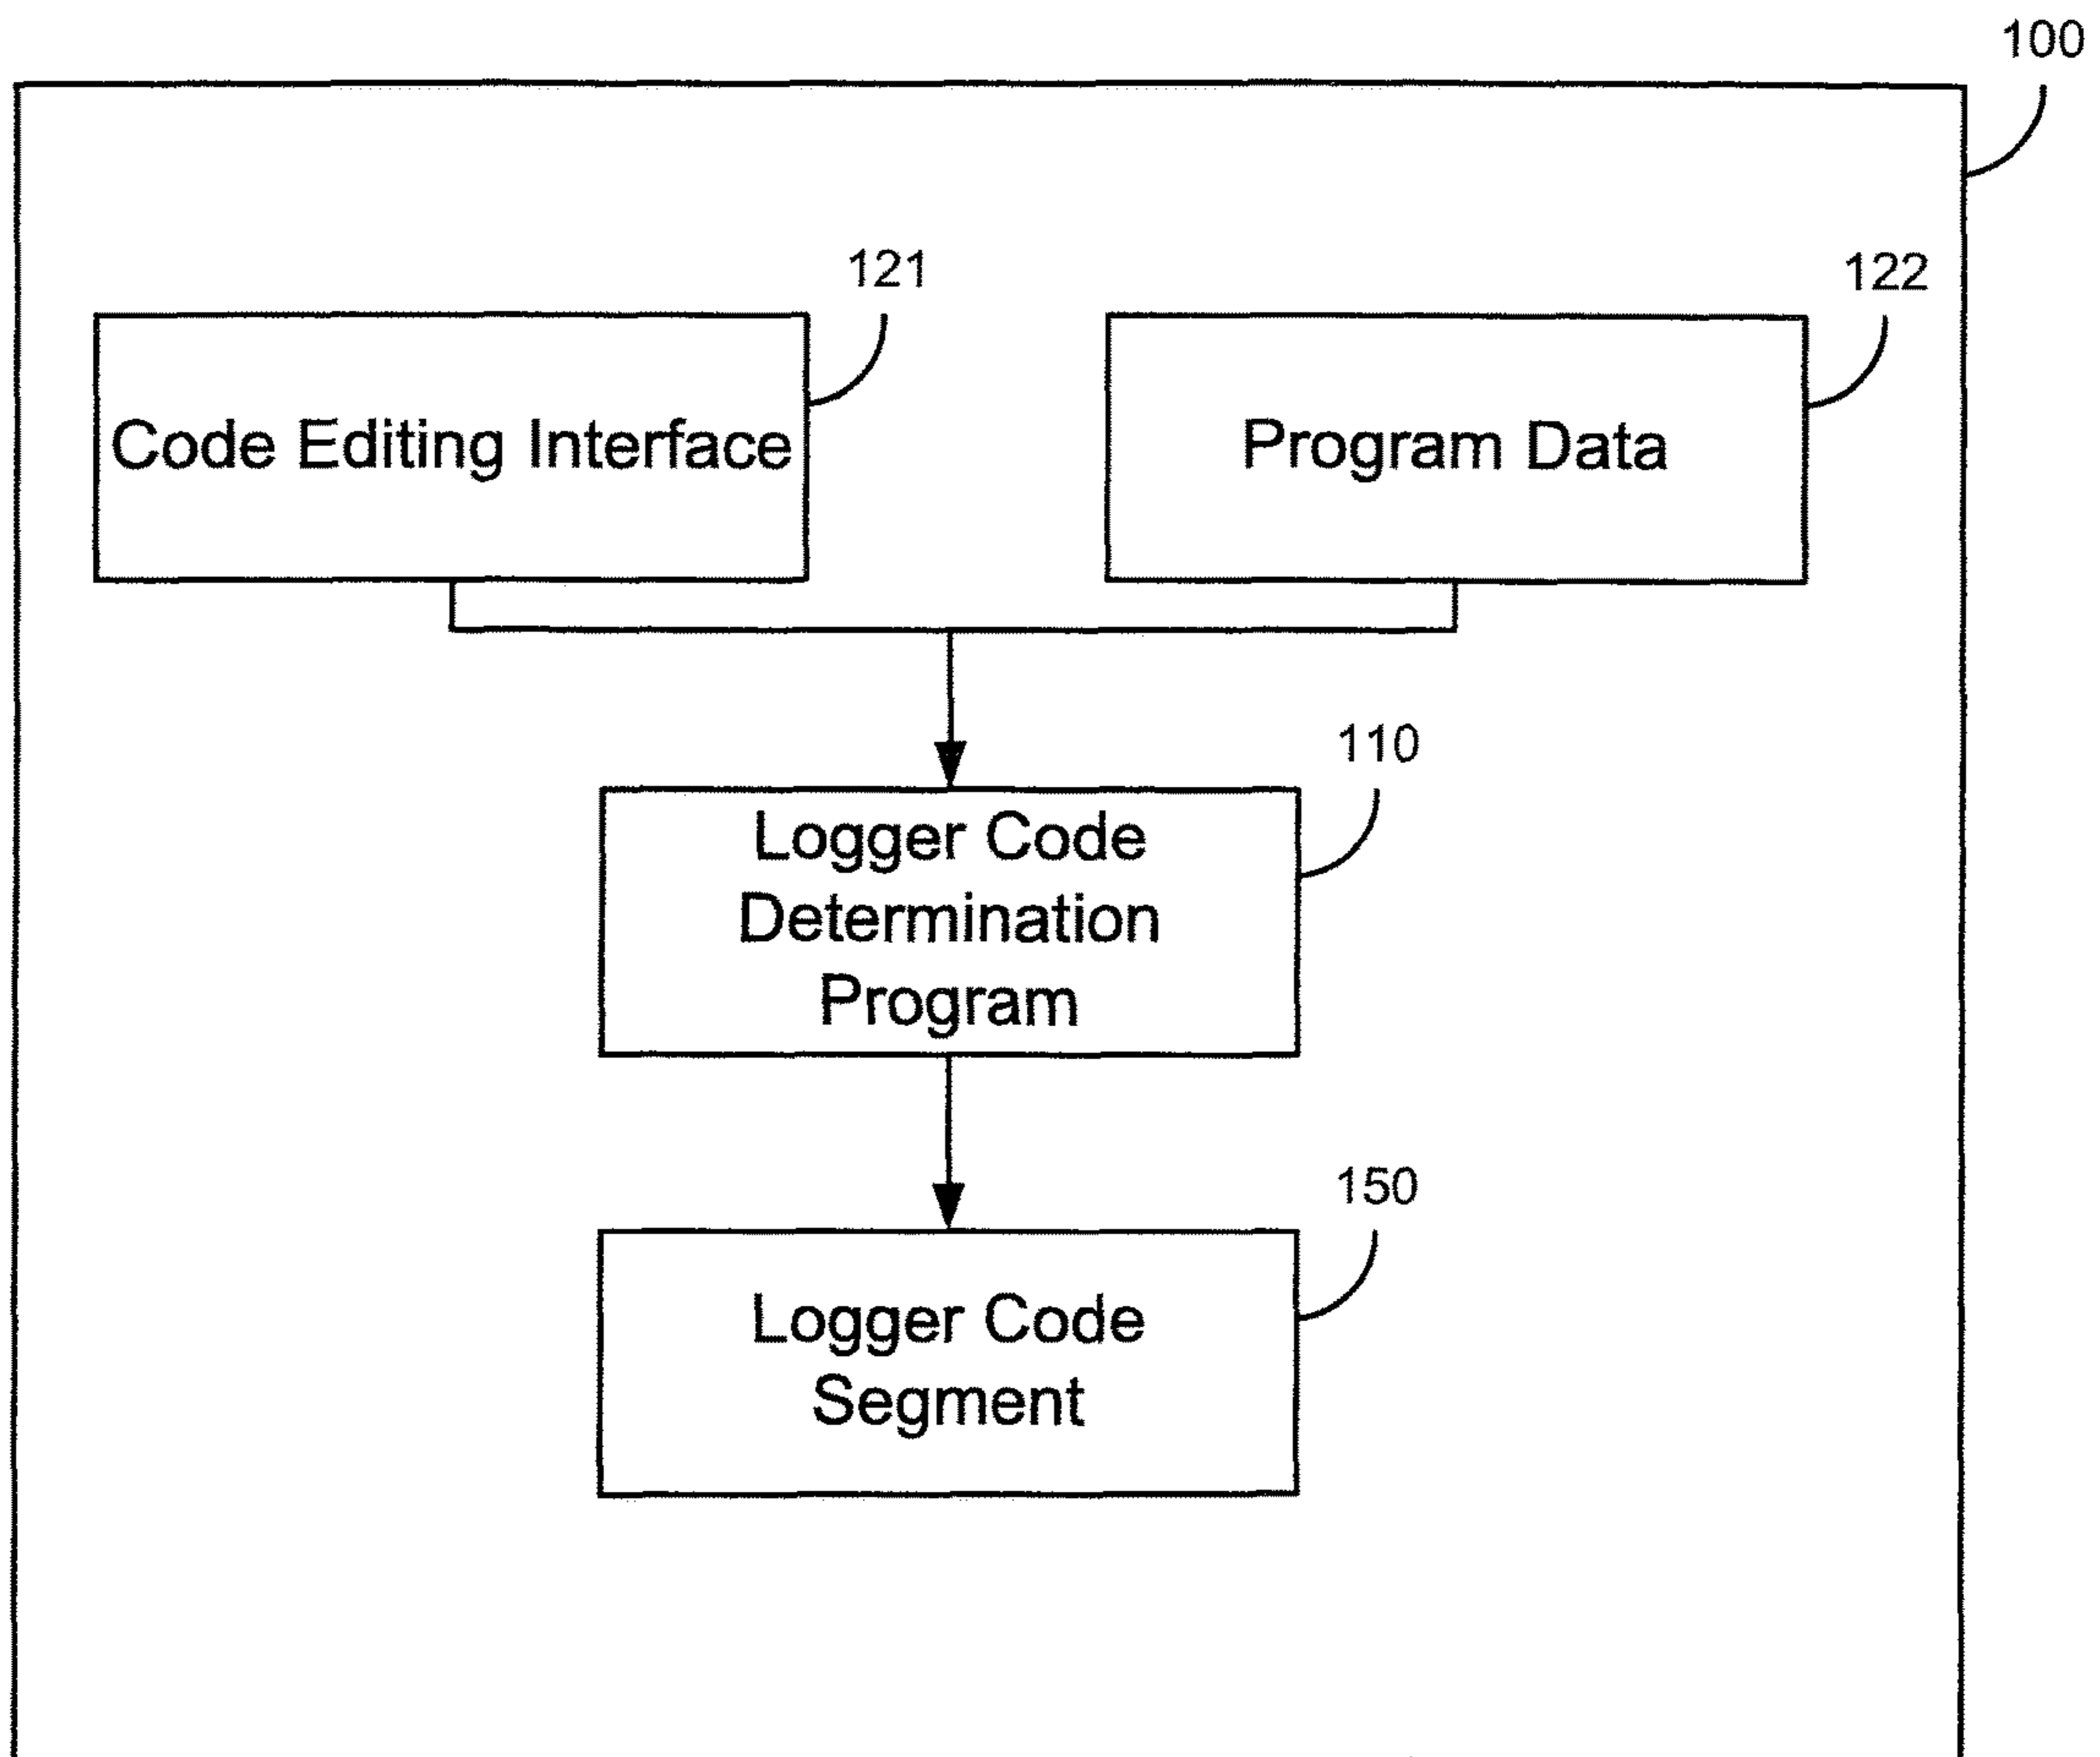 100
121
122
Code Editing Interface
Program Data
110
Logger Code
Determination
Program
150
Logger Code
Segment